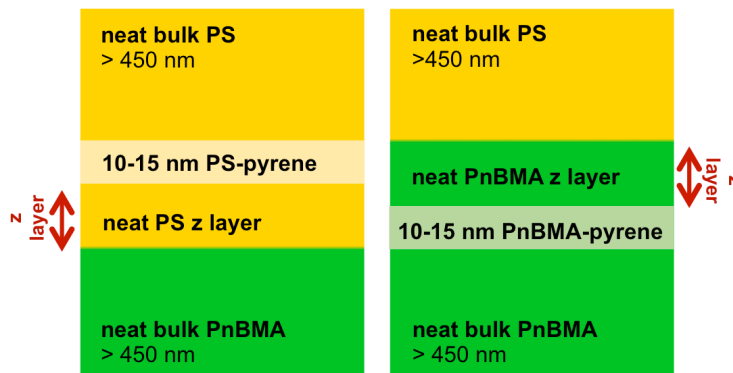 neat bulk PS
> 450 nm
10-15 nm PS-pyrene
z
layer
neat PS z layer
neat bulk PnBMA
> 450 nm
neat bulk PS
>450 nm
neat PnBMA z layer
layer
10-15 nm PnBMA-pyrene
neat bulk PnBMA
> 450 nm